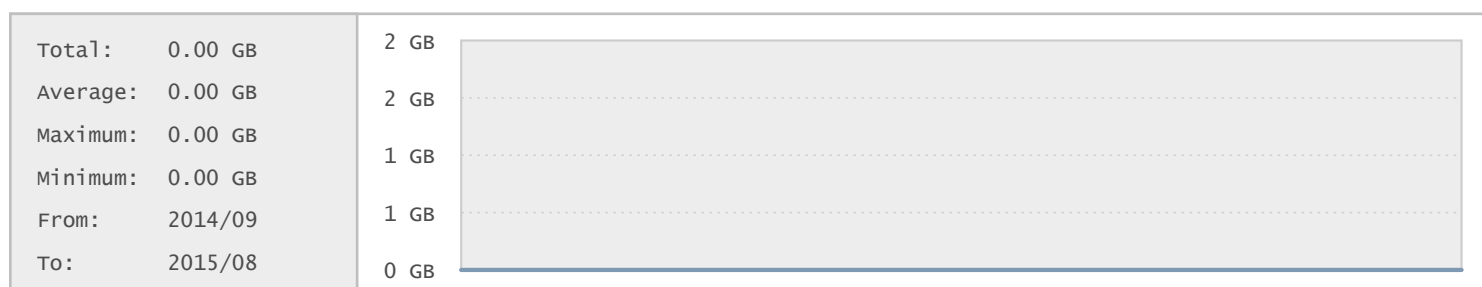 Total: 0.00 GB
Average: 0.00 GB
Maximum: 0.00 GB
Minimum: 0.00 GB
From: 2014/09
To: 2015/08
2 GB
2 GB
1 GB
1 GB
0 GB